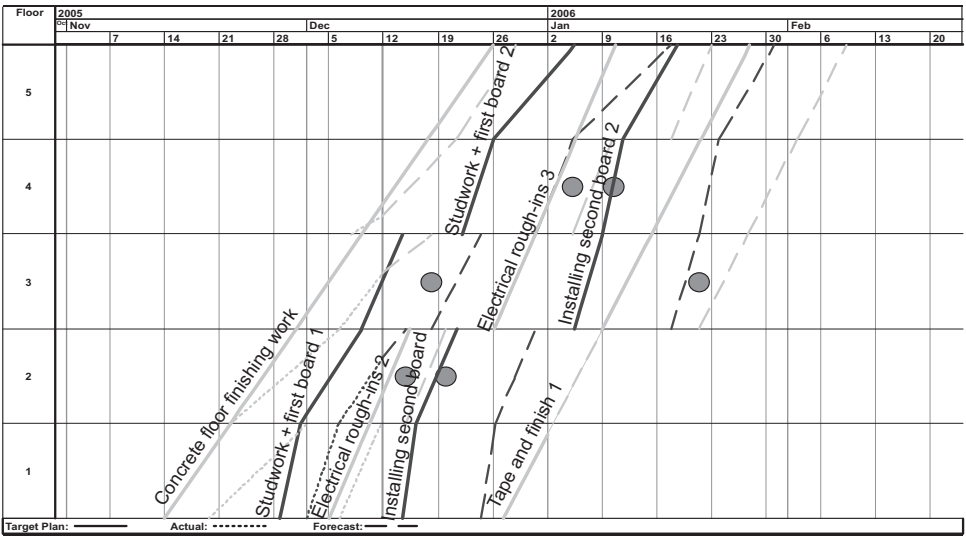 Floor 2005 2006
Oct Nov Dec Jan Feb
7 14 21 28 5 12 19 26 2 9 16 23 30 6 13 20
5
4
3
2
1
Concrete floor finishing work
Studwork + first board 1
Electrical rough-ins 2
Installing second board
Studwork + first board 2
Electrical rough-ins 3
Installing second board 2
Tape and finish 1
Target Plan: Actual: Forecast: